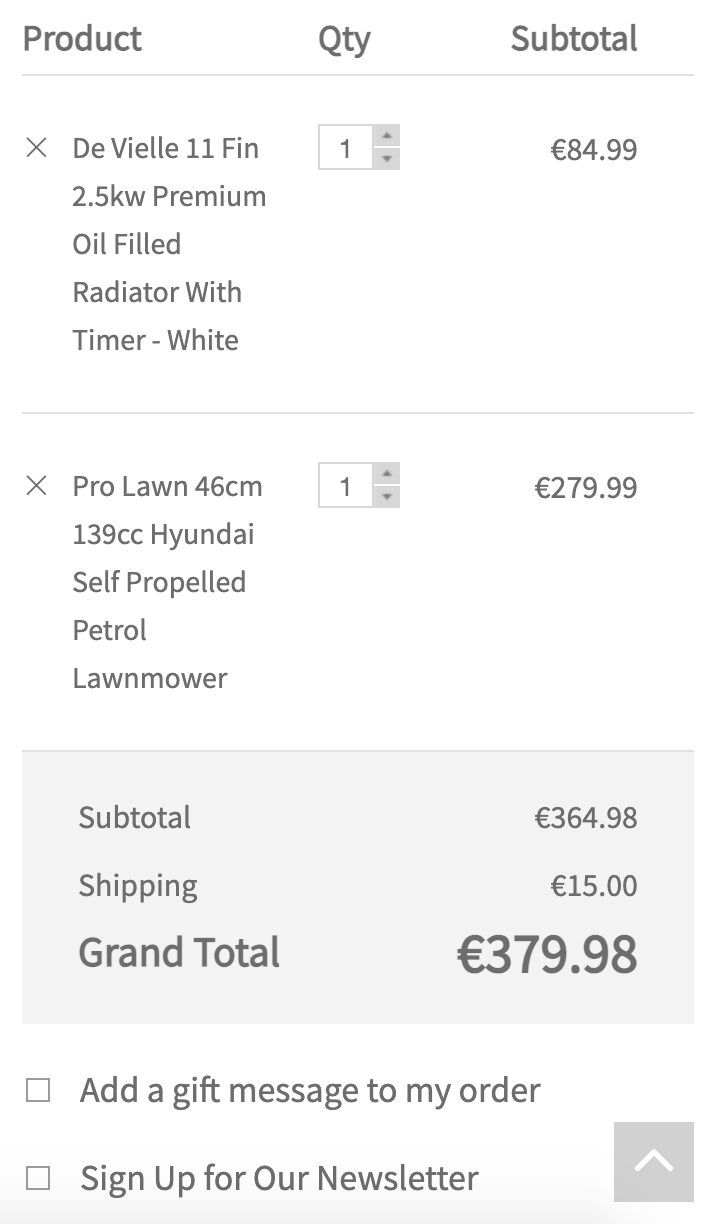 Product Qty Subtotal
De Vielle 11 Fin 1 €84.99
2.5kw Premium
Oil Filled
Radiator With
Timer - White
Pro Lawn 46cm 1 €279.99
139cc Hyundai
Self Propelled
Petrol
Lawnmower
Subtotal €364.98
Shipping €15.00
Grand Total €379.98
Add a gift message to my order
Sign Up for Our Newsletter